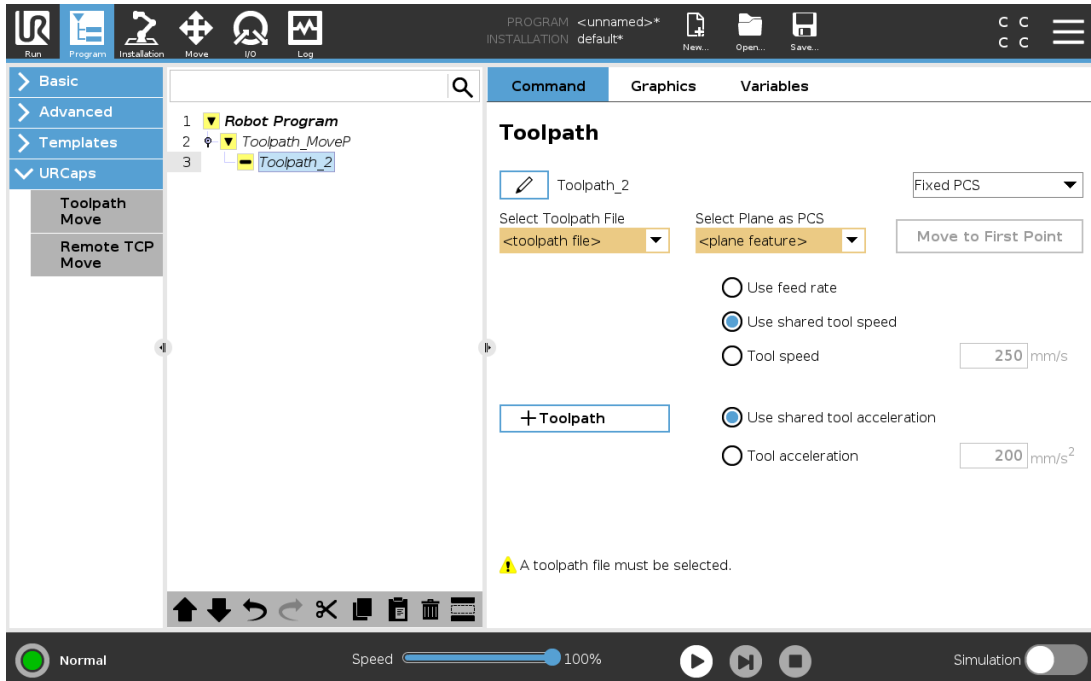 PROGRAM <unnamed>*
INSTALLATION default*
UR
Run
Program
Installation
Move
I/O
Log
New...
Open...
Save...
C C
C C
Basic
Advanced
Templates
URCaps
Toolpath
Move
Remote TCP
Move
1 Robot Program
2 Toolpath_MoveP
3 Toolpath_2
Command Graphics Variables
Toolpath
Toolpath_2
Fixed PCS
Select Toolpath File
<toolpath file>
Select Plane as PCS
<plane feature>
Move to First Point
Use feed rate
Use shared tool speed
Tool speed 250 mm/s
+Toolpath
Use shared tool acceleration
Tool acceleration 200 mm/s²
A toolpath file must be selected.
Normal
Speed 100%
Simulation